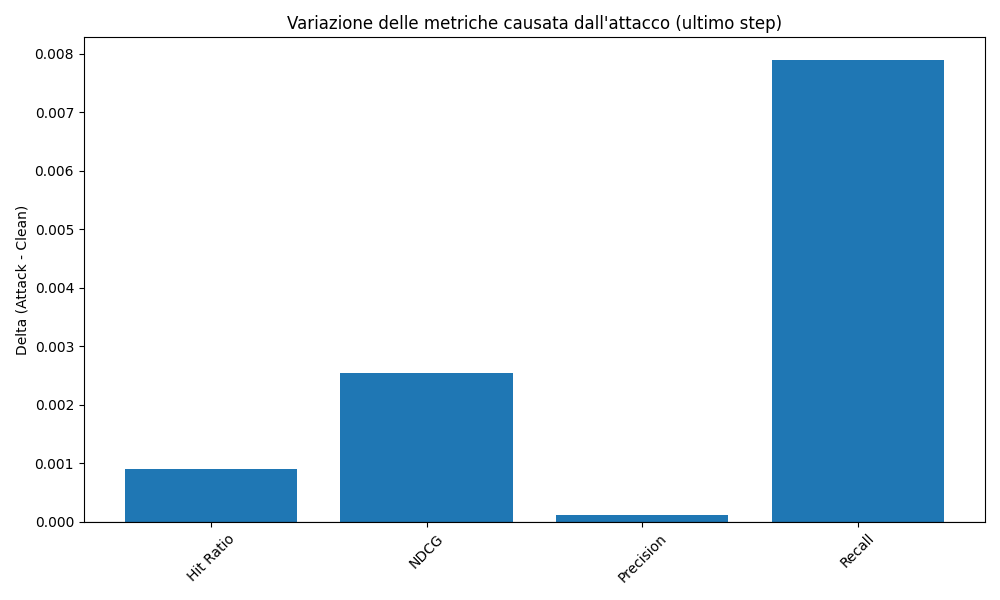 Variazione delle metriche causata dall'attacco (ultimo step)
Delta (Attack - Clean)
0.008
0.007
0.006
0.005
0.004
0.003
0.002
0.001
0.000
Hit Ratio
NDCG
Precision
Recall